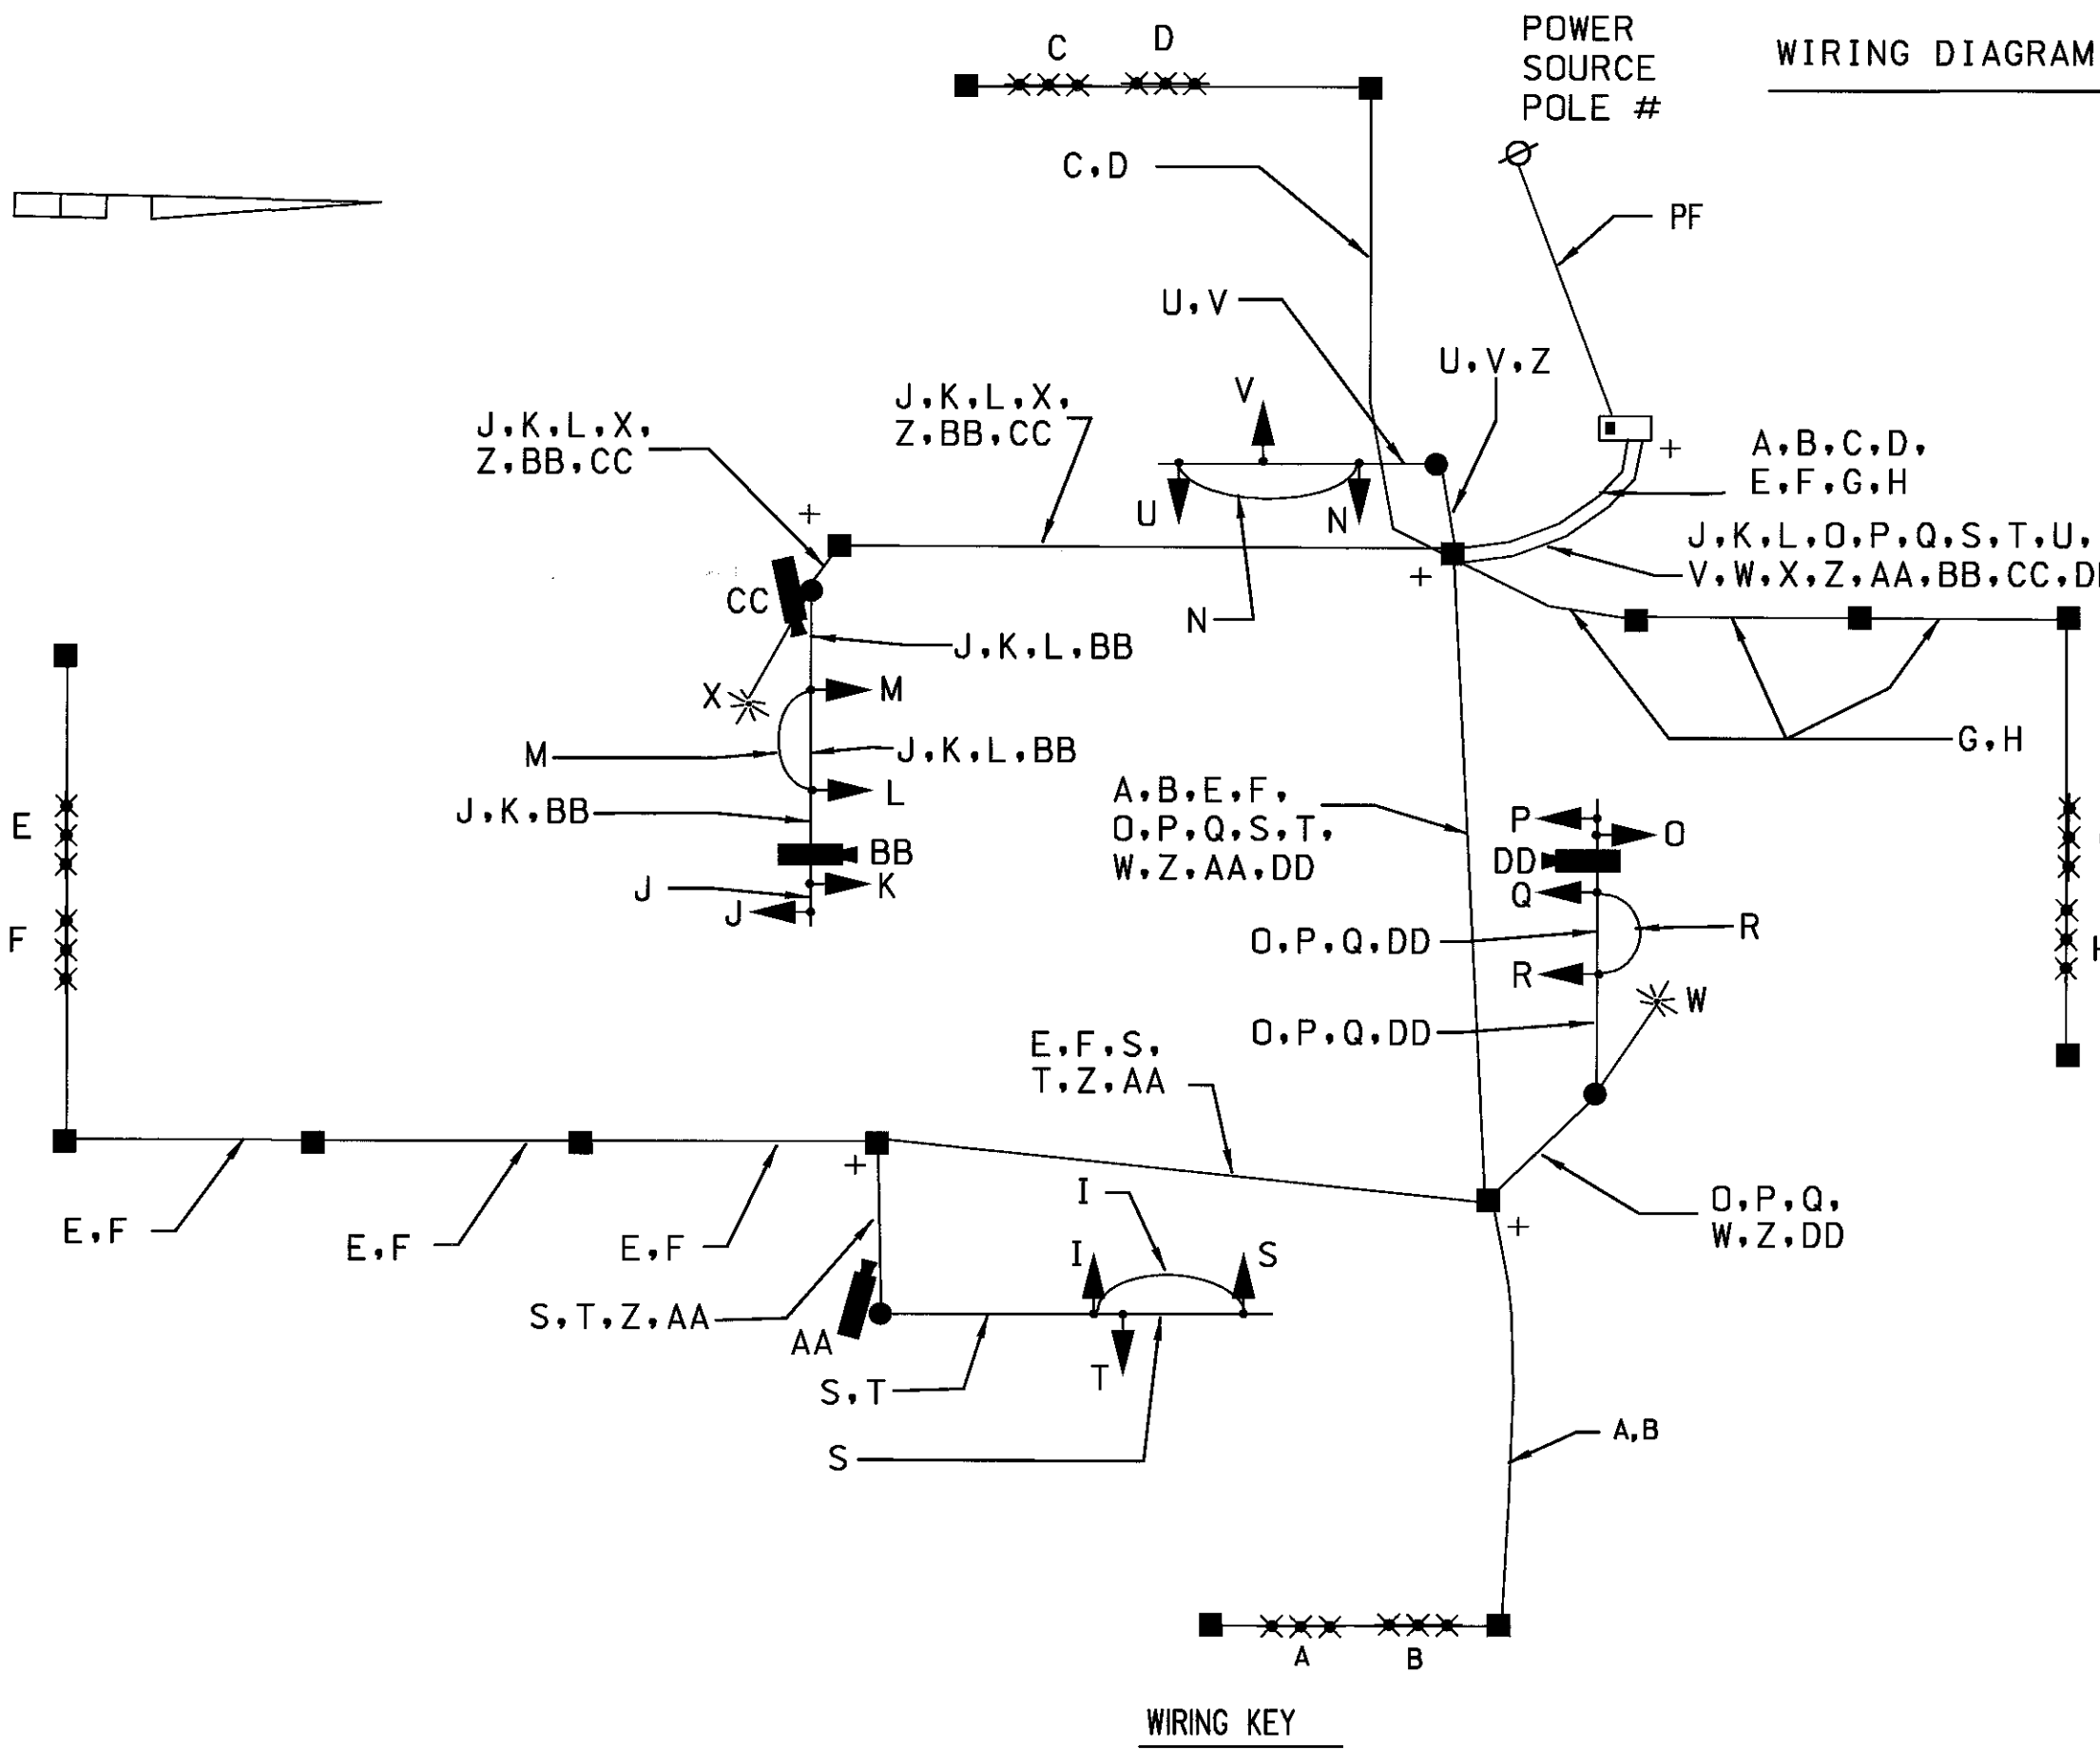 WIRING DIAGRAM
POWER
SOURCE
POLE #
C
D
C,D
PF
U,V
U,V,Z
V
U
N
N
J,K,L,X,
Z,BB,CC
J,K,L,X,
Z,BB,CC
A,B,C,D,
E,F,G,H
J,K,L,O,P,Q,S,T,U,
V,W,X,Z,AA,BB,CC,
CC
X
J,K,L,BB
M
M
J,K,L,BB
L
J,K,BB
BB
K
J
J
G,H
E
F
A,B,E,F,
O,P,Q,S,T,
W,Z,AA,DD
P
O
DD
Q
R
O,P,Q,DD
R
W
O,P,Q,DD
E,F,S,
T,Z,AA
O,P,Q,
W,Z,DD
E,F
E,F
E,F
I
I
S
S,T,Z,AA
AA
T
S,T
S
A,B
A
B
WIRING KEY